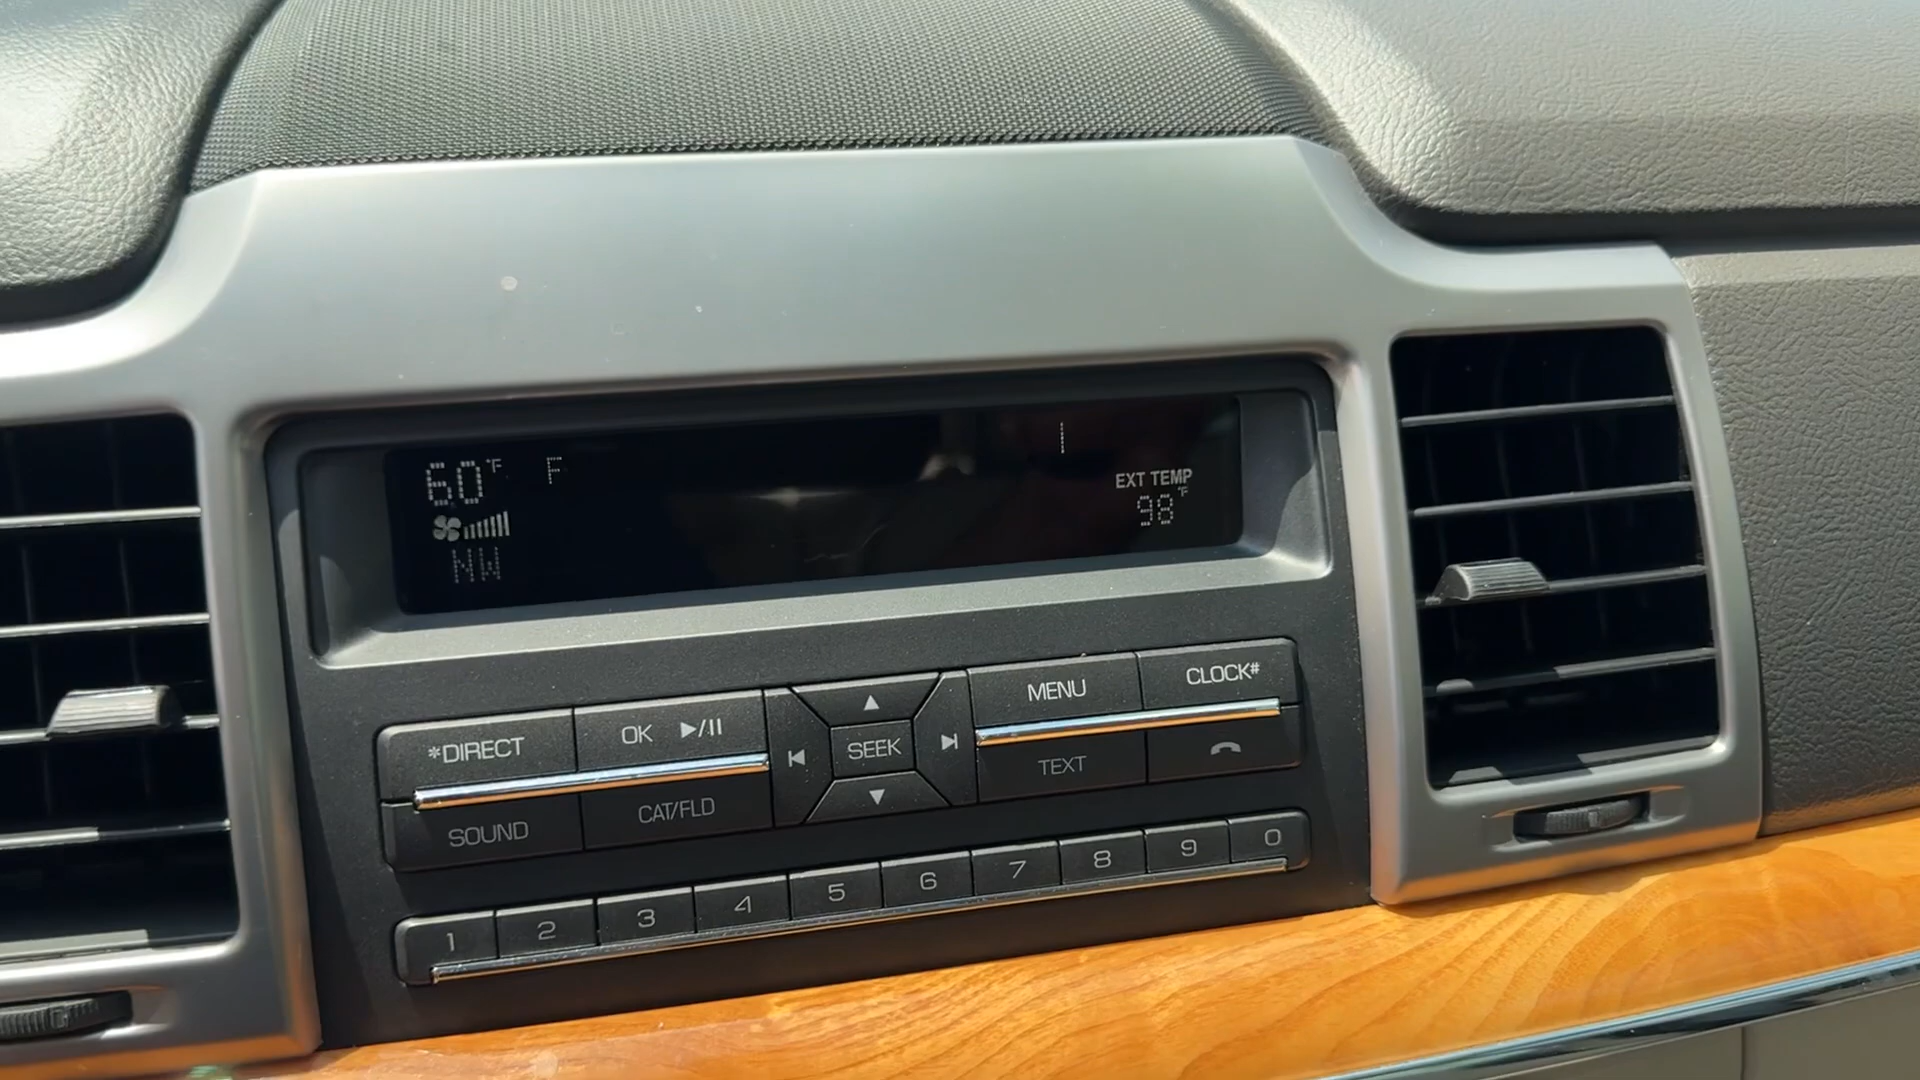 60°F F |
EXT TEMP
98°F
NW
MENU CLOCK#
*DIRECT OK ▶/II SEEK
TEXT
SOUND CAT/FLD
1 2 3 4 5 6 7 8 9 0